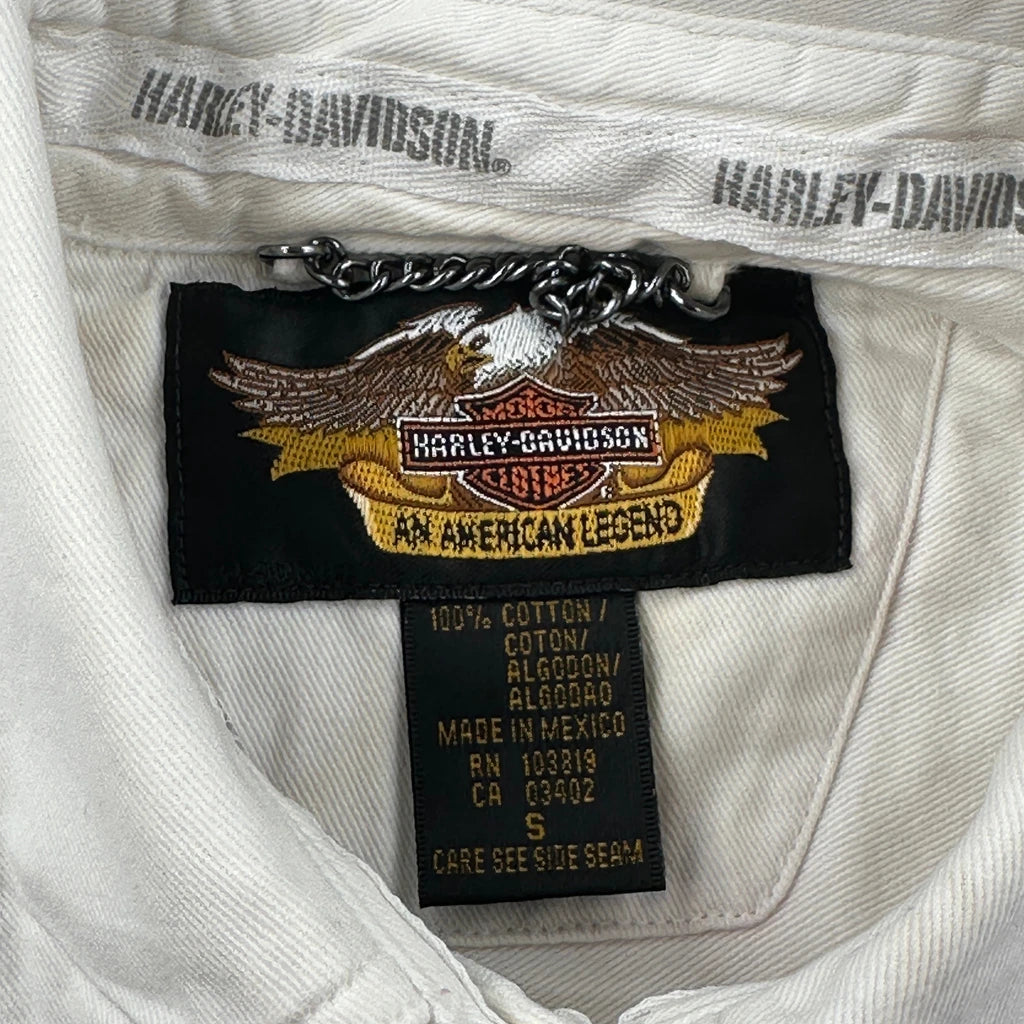 HARLEY-DAVIDSON®
HARLEY-DAVIDS
MOTOR
HARLEY-DAVIDSON
CLOTHES
®
AN AMERICAN LEGEND
100% COTTON /
COTON/
ALGODON/
ALGODAO
MADE IN MEXICO
RN 103819
CA 03402
S
CARE SEE SIDE SEAM